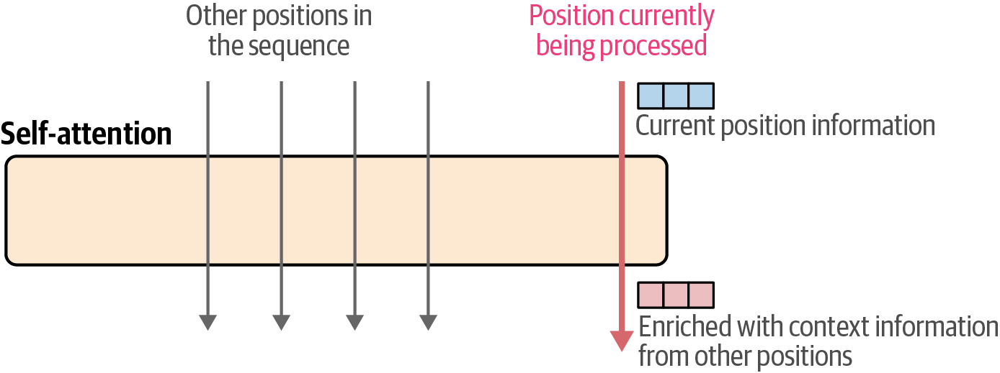 Other positions in
the sequence
Position currently
being processed
Current position information
Self-attention
Enriched with context information
from other positions